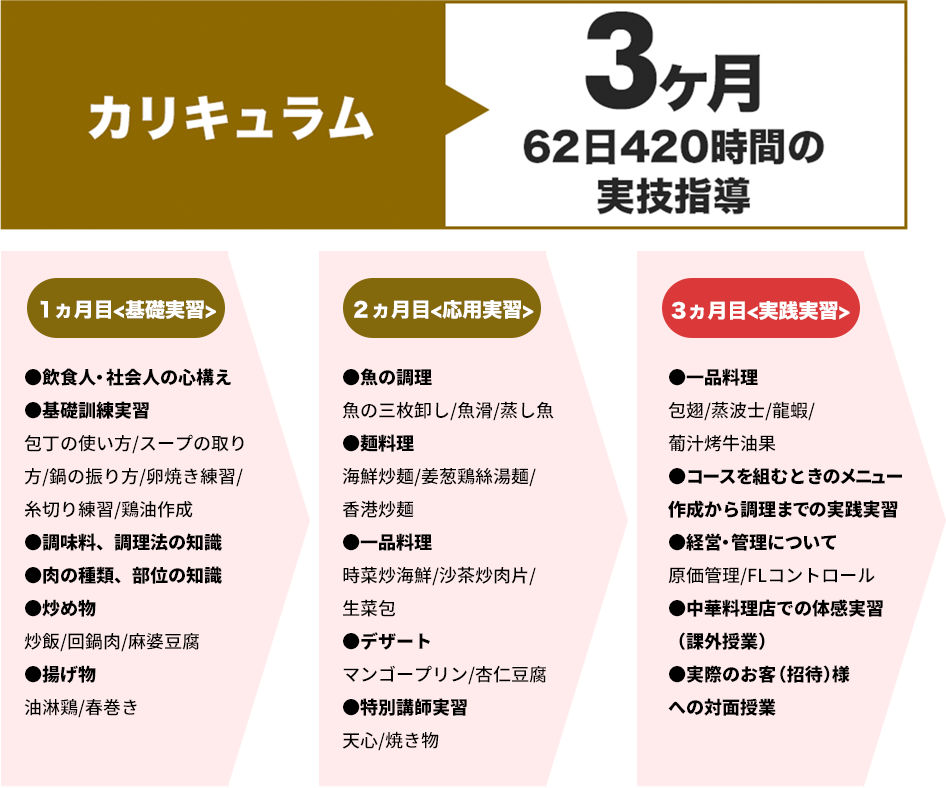 カリキュラム
3ヶ月
62日420時間の
実技指導
1ヵ月目<基礎実習>
●飲食人・社会人の心構え
●基礎訓練実習
包丁の使い方/スープの取り
方/鍋の振り方/卵焼き練習/
糸切り練習/鶏油作成
●調味料、調理法の知識
●肉の種類、部位の知識
●炒め物
炒飯/回鍋肉/麻婆豆腐
●揚げ物
油淋鶏/春巻き
2ヵ月目<応用実習>
●魚の調理
魚の三枚卸し/魚滑/蒸し魚
●麺料理
海鮮炒麺/姜葱鶏絲湯麺/
香港炒麺
●一品料理
時菜炒海鮮/沙茶炒肉片/
生菜包
●デザート
マンゴープリン/杏仁豆腐
●特別講師実習
天心/焼き物
3ヵ月目<実践実習>
●一品料理
包翅/蒸波士/龍蝦/
葡汁烤牛油果
●コースを組むときのメニュー
作成から調理までの実践実習
●経営・管理について
原価管理/FLコントロール
●中華料理店での体感実習
（課外授業）
●実際のお客（招待）様
への対面授業